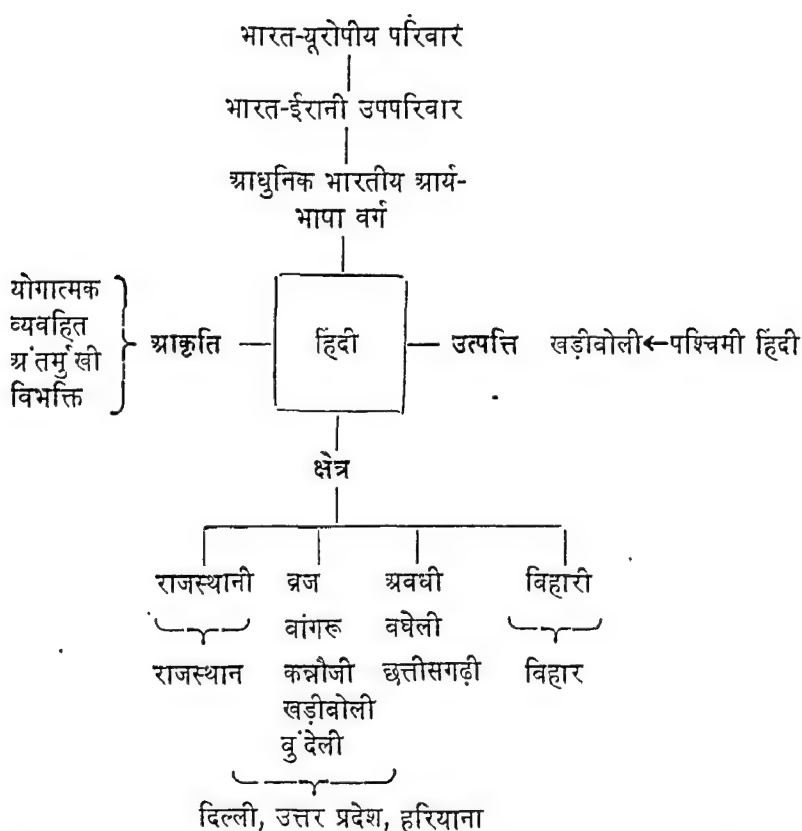 भारत-यूरोपीय परिवार
भारत-ईरानी उपपरिवार
आधुनिक भारतीय आर्य-
भाषा वर्ग
योगात्मक
व्यवहित
अंतर्मुखी
विभक्ति
आकृति
हिंदी
उत्पत्ति खड़ीबोली←पश्चिमी हिंदी
क्षेत्र
राजस्थानी ब्रज अवधी बिहारी
बांगरू बघेली
राजस्थान कन्नौजी छत्तीसगढ़ी बिहार
खड़ीबोली
बुंदेली
दिल्ली, उत्तर प्रदेश, हरियाना